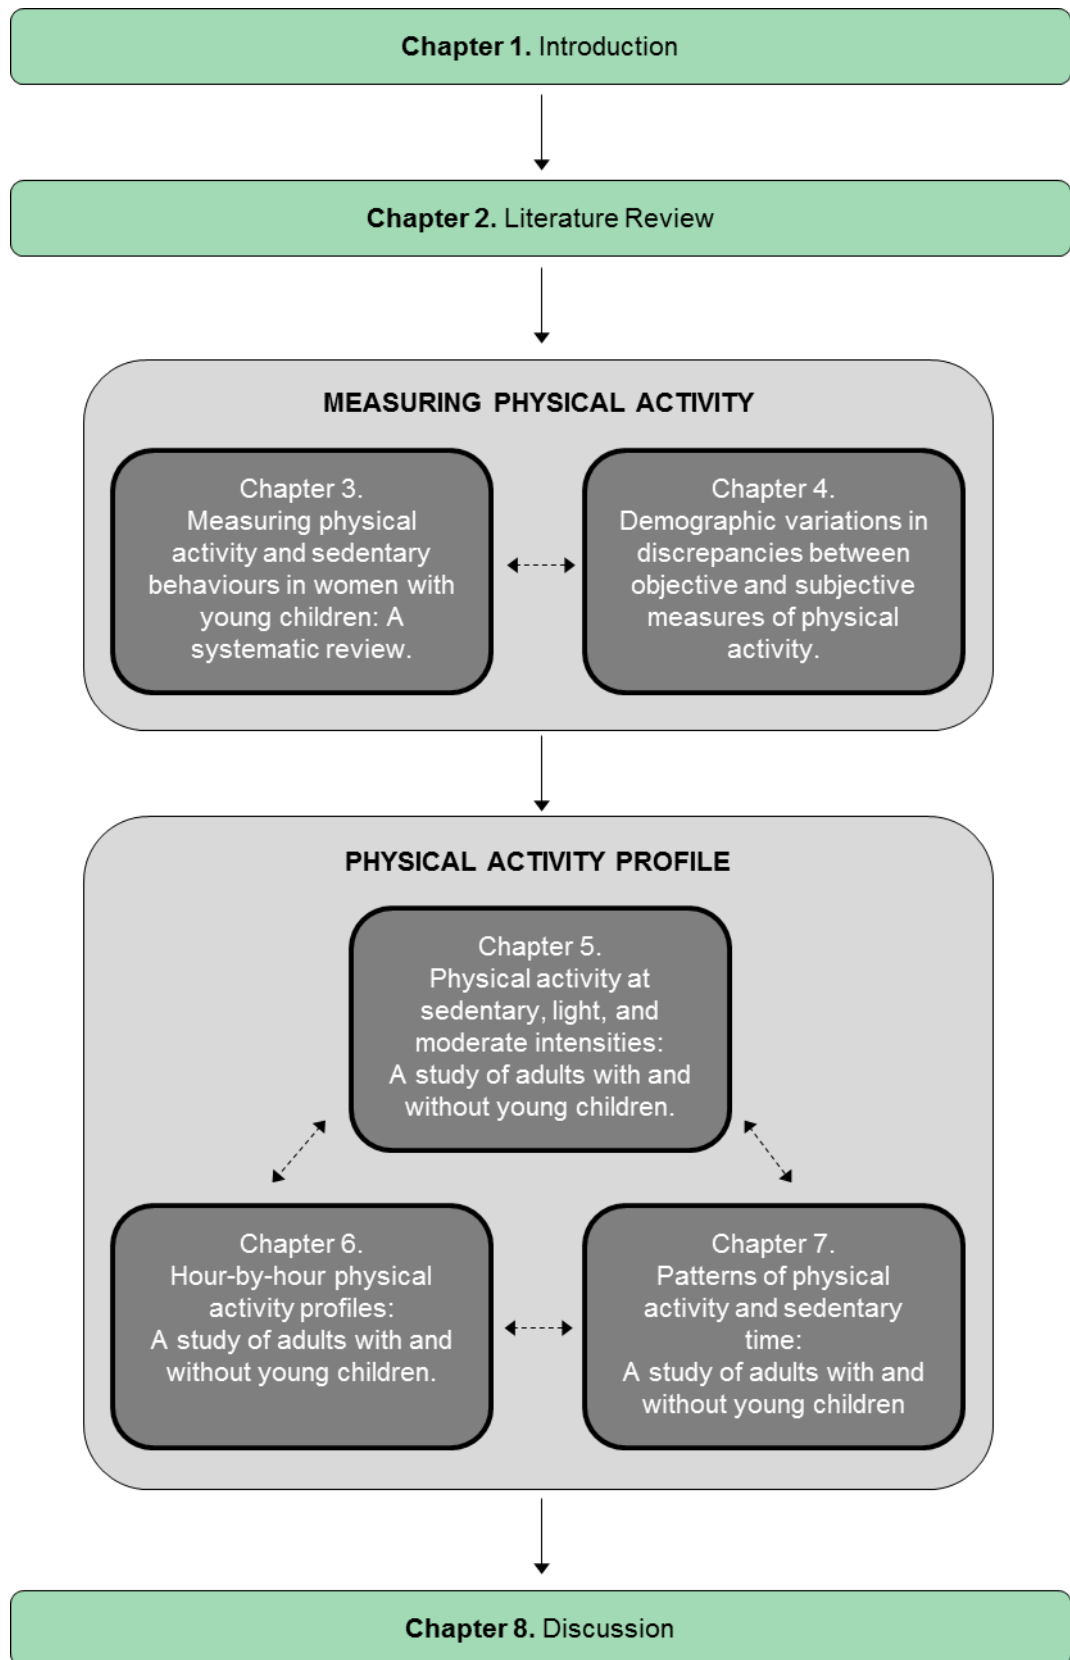 Chapter 1. Introduction
Chapter 2. Literature Review
MEASURING PHYSICAL ACTIVITY
Chapter 3.
Measuring physical
activity and sedentary
behaviours in women with
young children: A
systematic review.
Chapter 4.
Demographic variations in
discrepancies between
objective and subjective
measures of physical
activity.
PHYSICAL ACTIVITY PROFILE
Chapter 5.
Physical activity at
sedentary, light, and
moderate intensities:
A study of adults with and
without young children.
Chapter 6.
Hour-by-hour physical
activity profiles:
A study of adults with and
without young children.
Chapter 7.
Patterns of physical
activity and sedentary
time:
A study of adults with and
without young children
Chapter 8. Discussion